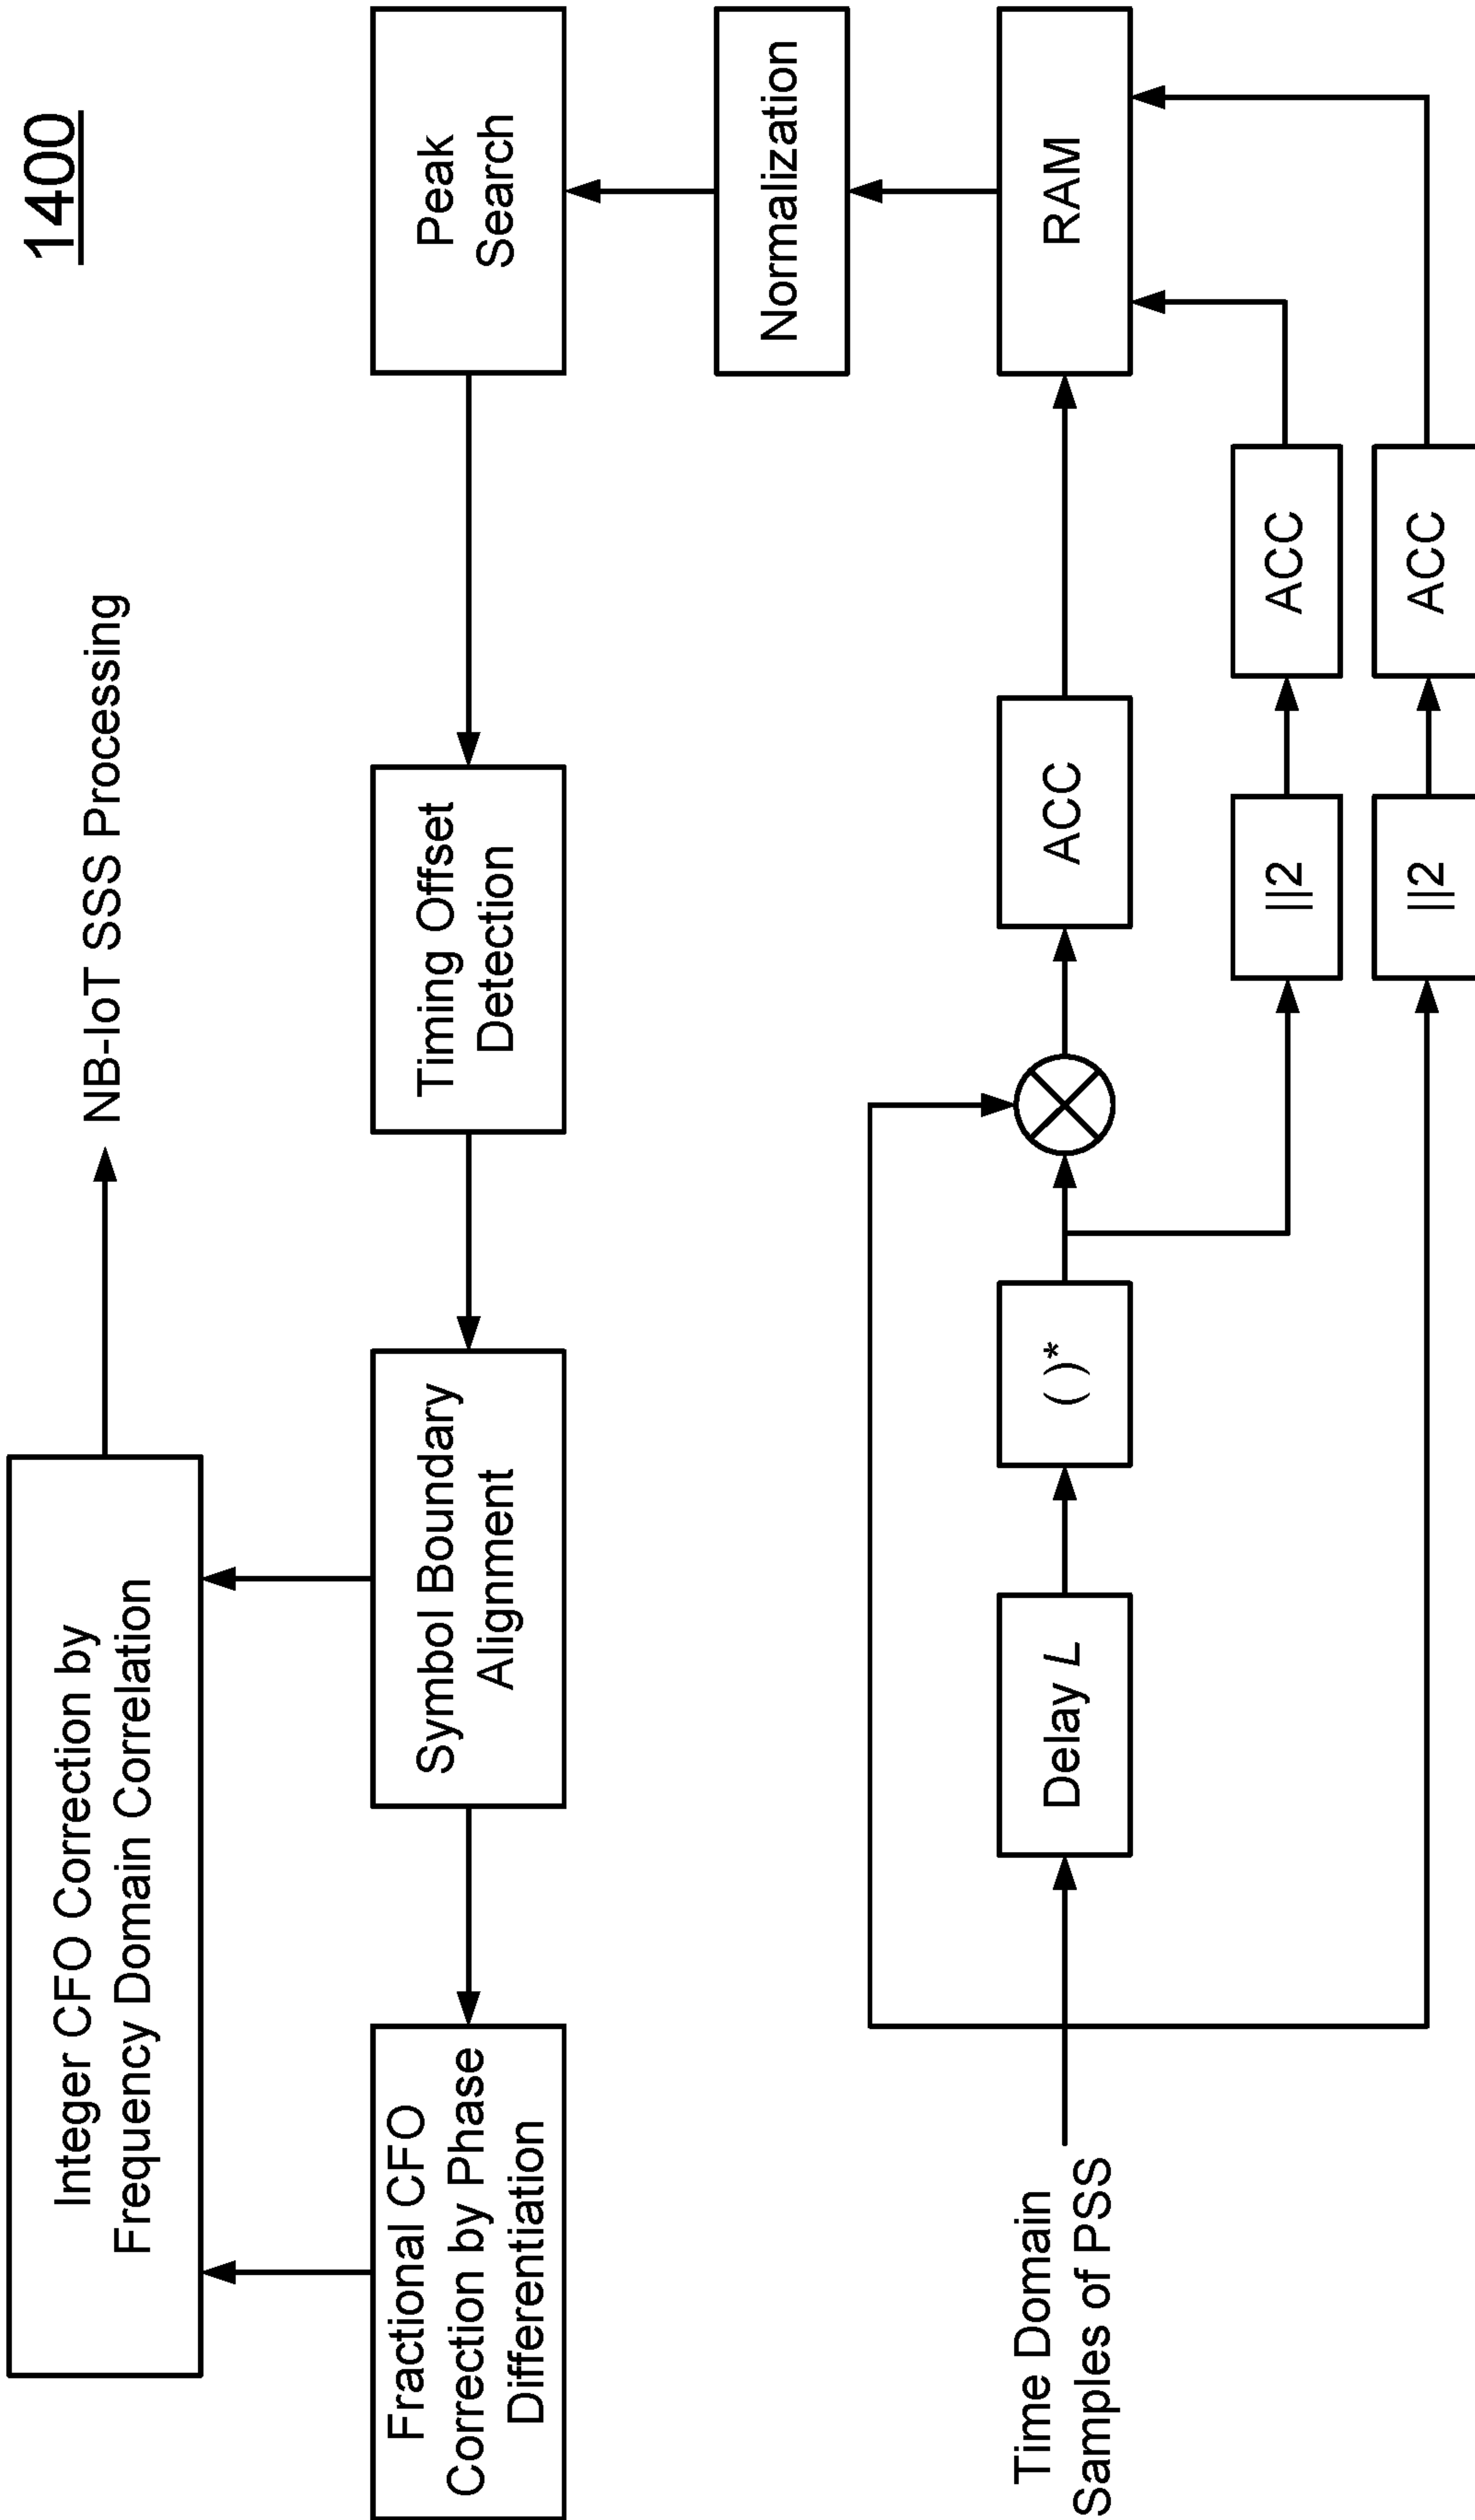 1400
Integer CFO Correction by
Frequency Domain Correlation
NB-IoT SSS Processing
Fractional CFO
Correction by Phase
Differentiation
Symbol Boundary
Alignment
Timing Offset
Detection
Peak
Search
Normalization
Time Domain
Samples of PSS
Delay L
( )*
ACC
RAM
||2
ACC
||2
ACC